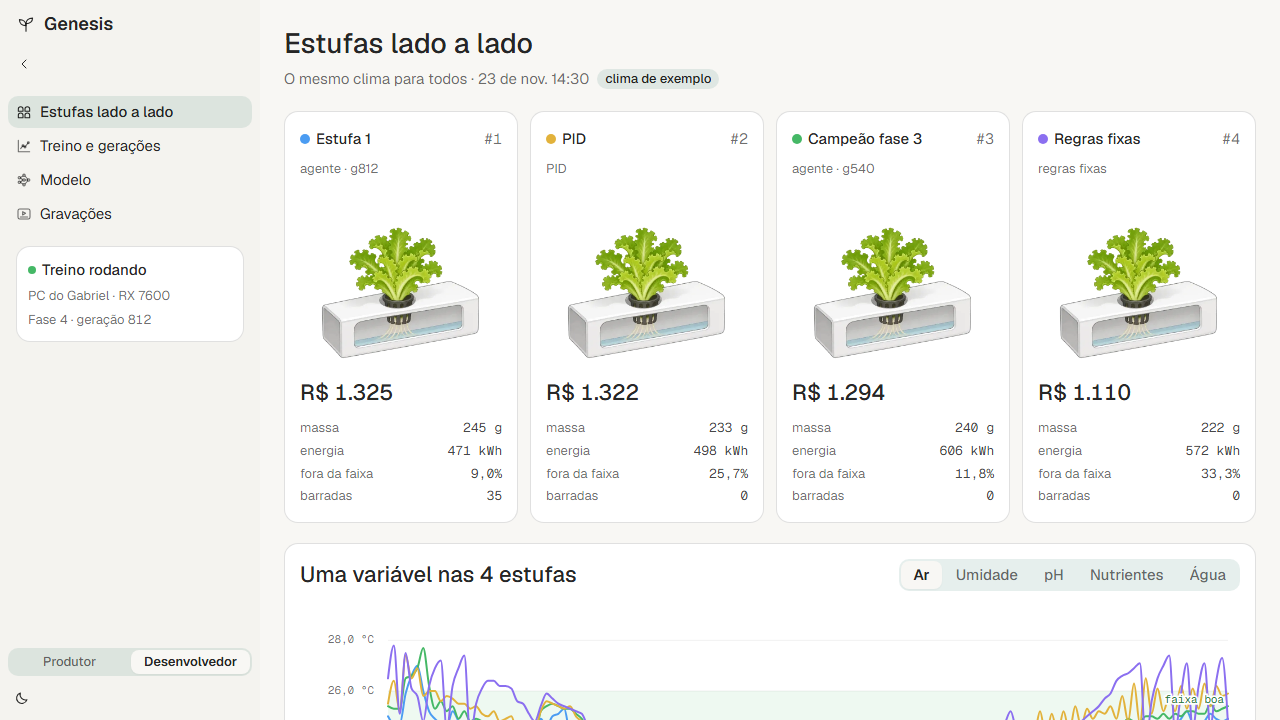 Genesis
Estufas lado a lado
Treino e gerações
Modelo
Gravações
Treino rodando
PC do Gabriel · RX 7600
Fase 4 · geração 812
Produtor
Desenvolvedor
Estufas lado a lado
O mesmo clima para todos · 23 de nov. 14:30 clima de exemplo
Estufa 1 #1
agente · g812
R$ 1.325
massa 245 g
energia 471 kWh
fora da faixa 9,0%
barradas 35
PID #2
PID
R$ 1.322
massa 233 g
energia 498 kWh
fora da faixa 25,7%
barradas 0
Campeão fase 3 #3
agente · g540
R$ 1.294
massa 240 g
energia 606 kWh
fora da faixa 11,8%
barradas 0
Regras fixas #4
regras fixas
R$ 1.110
massa 222 g
energia 572 kWh
fora da faixa 33,3%
barradas 0
Uma variável nas 4 estufas
Ar Umidade pH Nutrientes Água
28,0 °C
26,0 °C
faixa boa